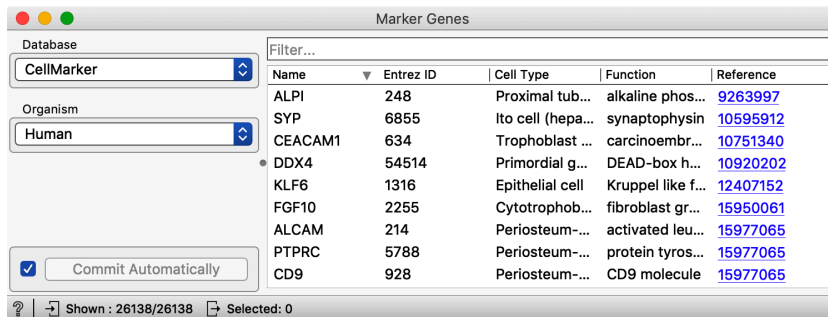 Marker Genes
Database
CellMarker
Organism
Human
Commit Automatically
Filter...
Name Entrez ID Cell Type Function Reference
ALPI 248 Proximal tub... alkaline phos... 9263997
SYP 6855 Ito cell (hepa... synaptophysin 10595912
CEACAM1 634 Trophoblast ... carcinoembr... 10751340
DDX4 54514 Primordial g... DEAD-box h... 10920202
KLF6 1316 Epithelial cell Kruppel like f... 12407152
FGF10 2255 Cytotrophob... fibroblast gr... 15950061
ALCAM 214 Periosteum-... activated leu... 15977065
PTPRC 5788 Periosteum-... protein tyros... 15977065
CD9 928 Periosteum-... CD9 molecule 15977065
? Shown : 26138/26138 Selected: 0